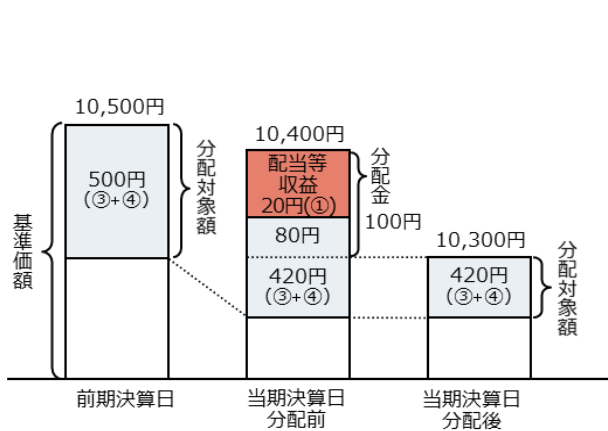 10,500円
500円
(③+④)
分配対象額
基準価額
10,400円
配当等
収益
20円(①)
80円
420円
(③+④)
分配金
100円
10,300円
420円
(③+④)
分配対象額
前期決算日
当期決算日
分配前
当期決算日
分配後